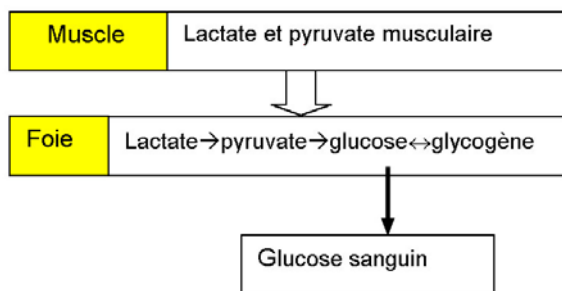 Muscle Lactate et pyruvate musculaire
Foie Lactate→pyruvate→glucose↔glycogène
Glucose sanguin